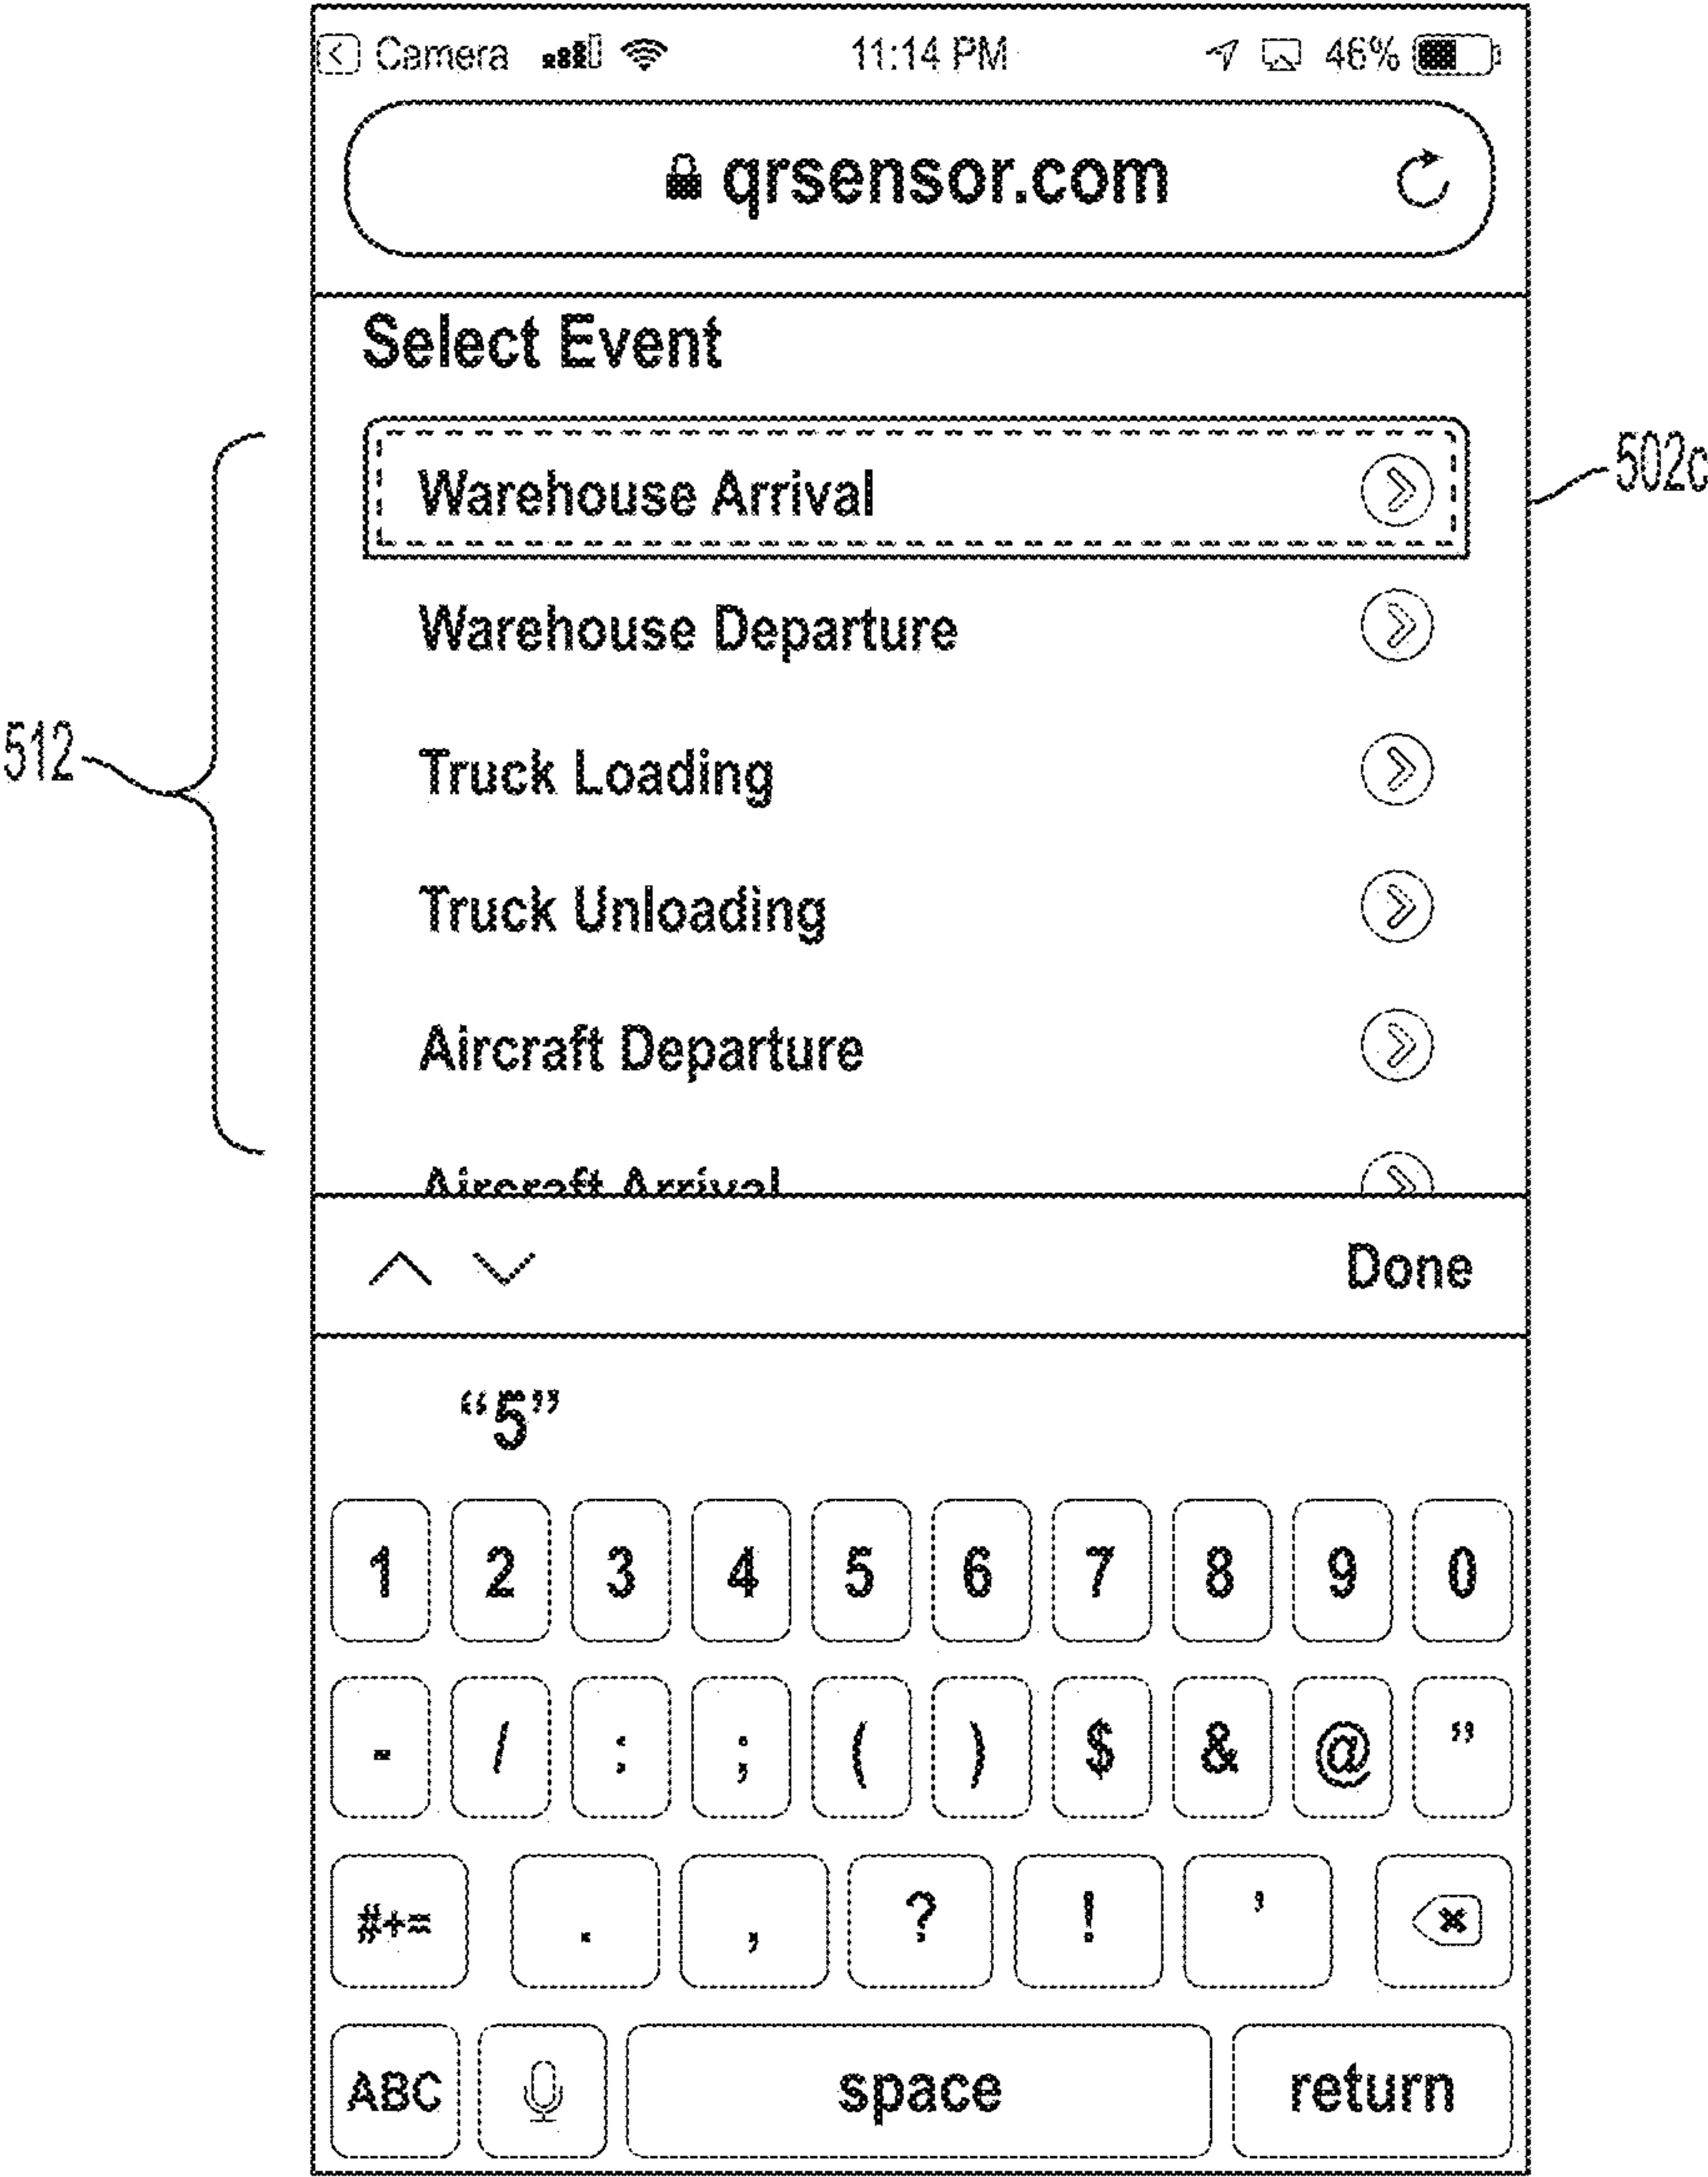 Camera 11:14 PM 46%
qrsensor.com
Select Event
Warehouse Arrival
502c
Warehouse Departure
512
Truck Loading
Truck Unloading
Aircraft Departure
Aircraft Arrival
Done
“5”
1 2 3 4 5 6 7 8 9 0
- / : ; ( ) $ & @ ”
#+= . , ? ! ’
ABC space return